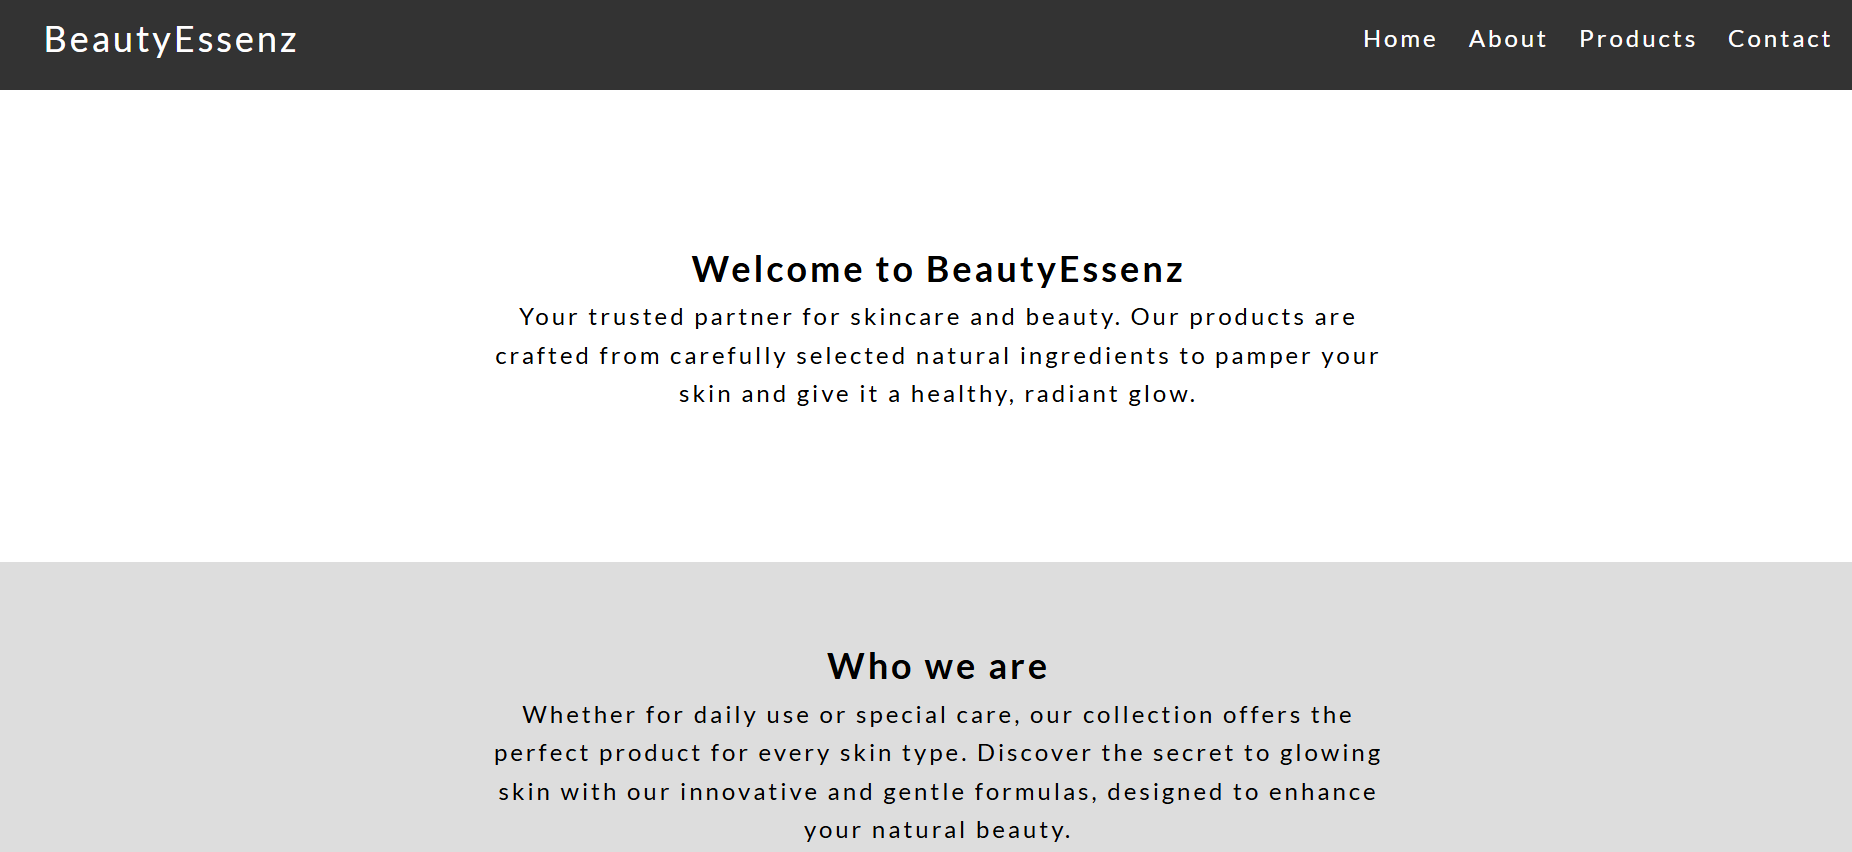 BeautyEssenz
Home About Products Contact
Welcome to BeautyEssenz
Your trusted partner for skincare and beauty. Our products are
crafted from carefully selected natural ingredients to pamper your
skin and give it a healthy, radiant glow.
Who we are
Whether for daily use or special care, our collection offers the
perfect product for every skin type. Discover the secret to glowing
skin with our innovative and gentle formulas, designed to enhance
your natural beauty.